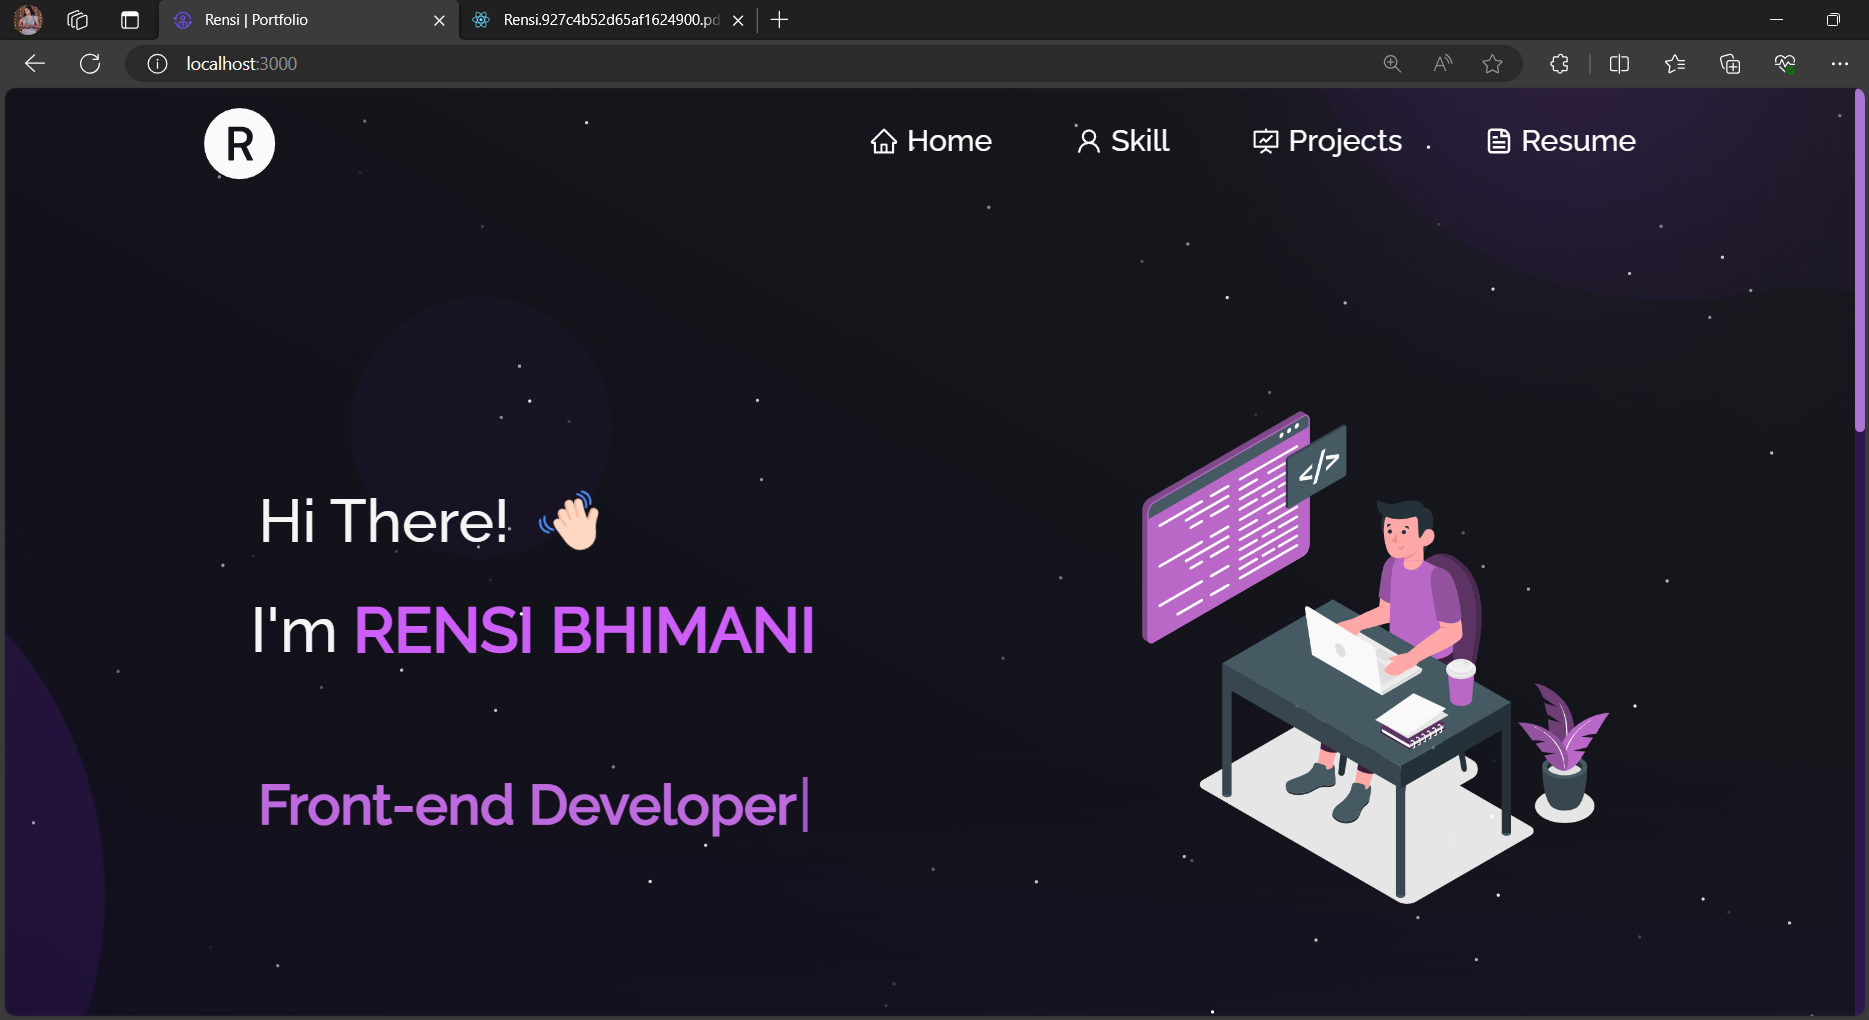 Rensi | Portfolio
Rensi.927c4b52d65af1624900.pd
localhost:3000
R
Home
Skill
Projects
Resume
</>
Hi There!
I'm RENSI BHIMANI
Front-end Developer|